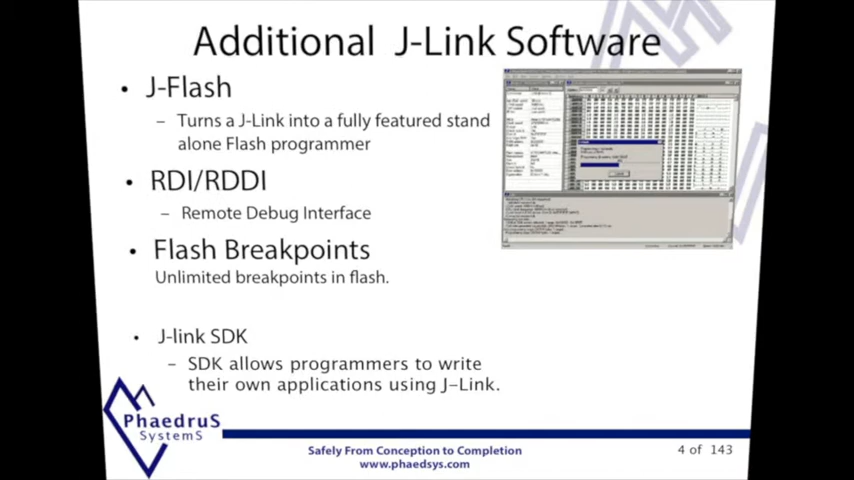 Additional J-Link Software
• J-Flash
– Turns a J-Link into a fully featured stand
alone Flash programmer
• RDI/RDDI
– Remote Debug Interface
• Flash Breakpoints
Unlimited breakpoints in flash.
• J-link SDK
– SDK allows programmers to write
their own applications using J-Link.
PhaedruS
SystemS
Safely From Conception to Completion
www.phaedsys.com
4 of 143